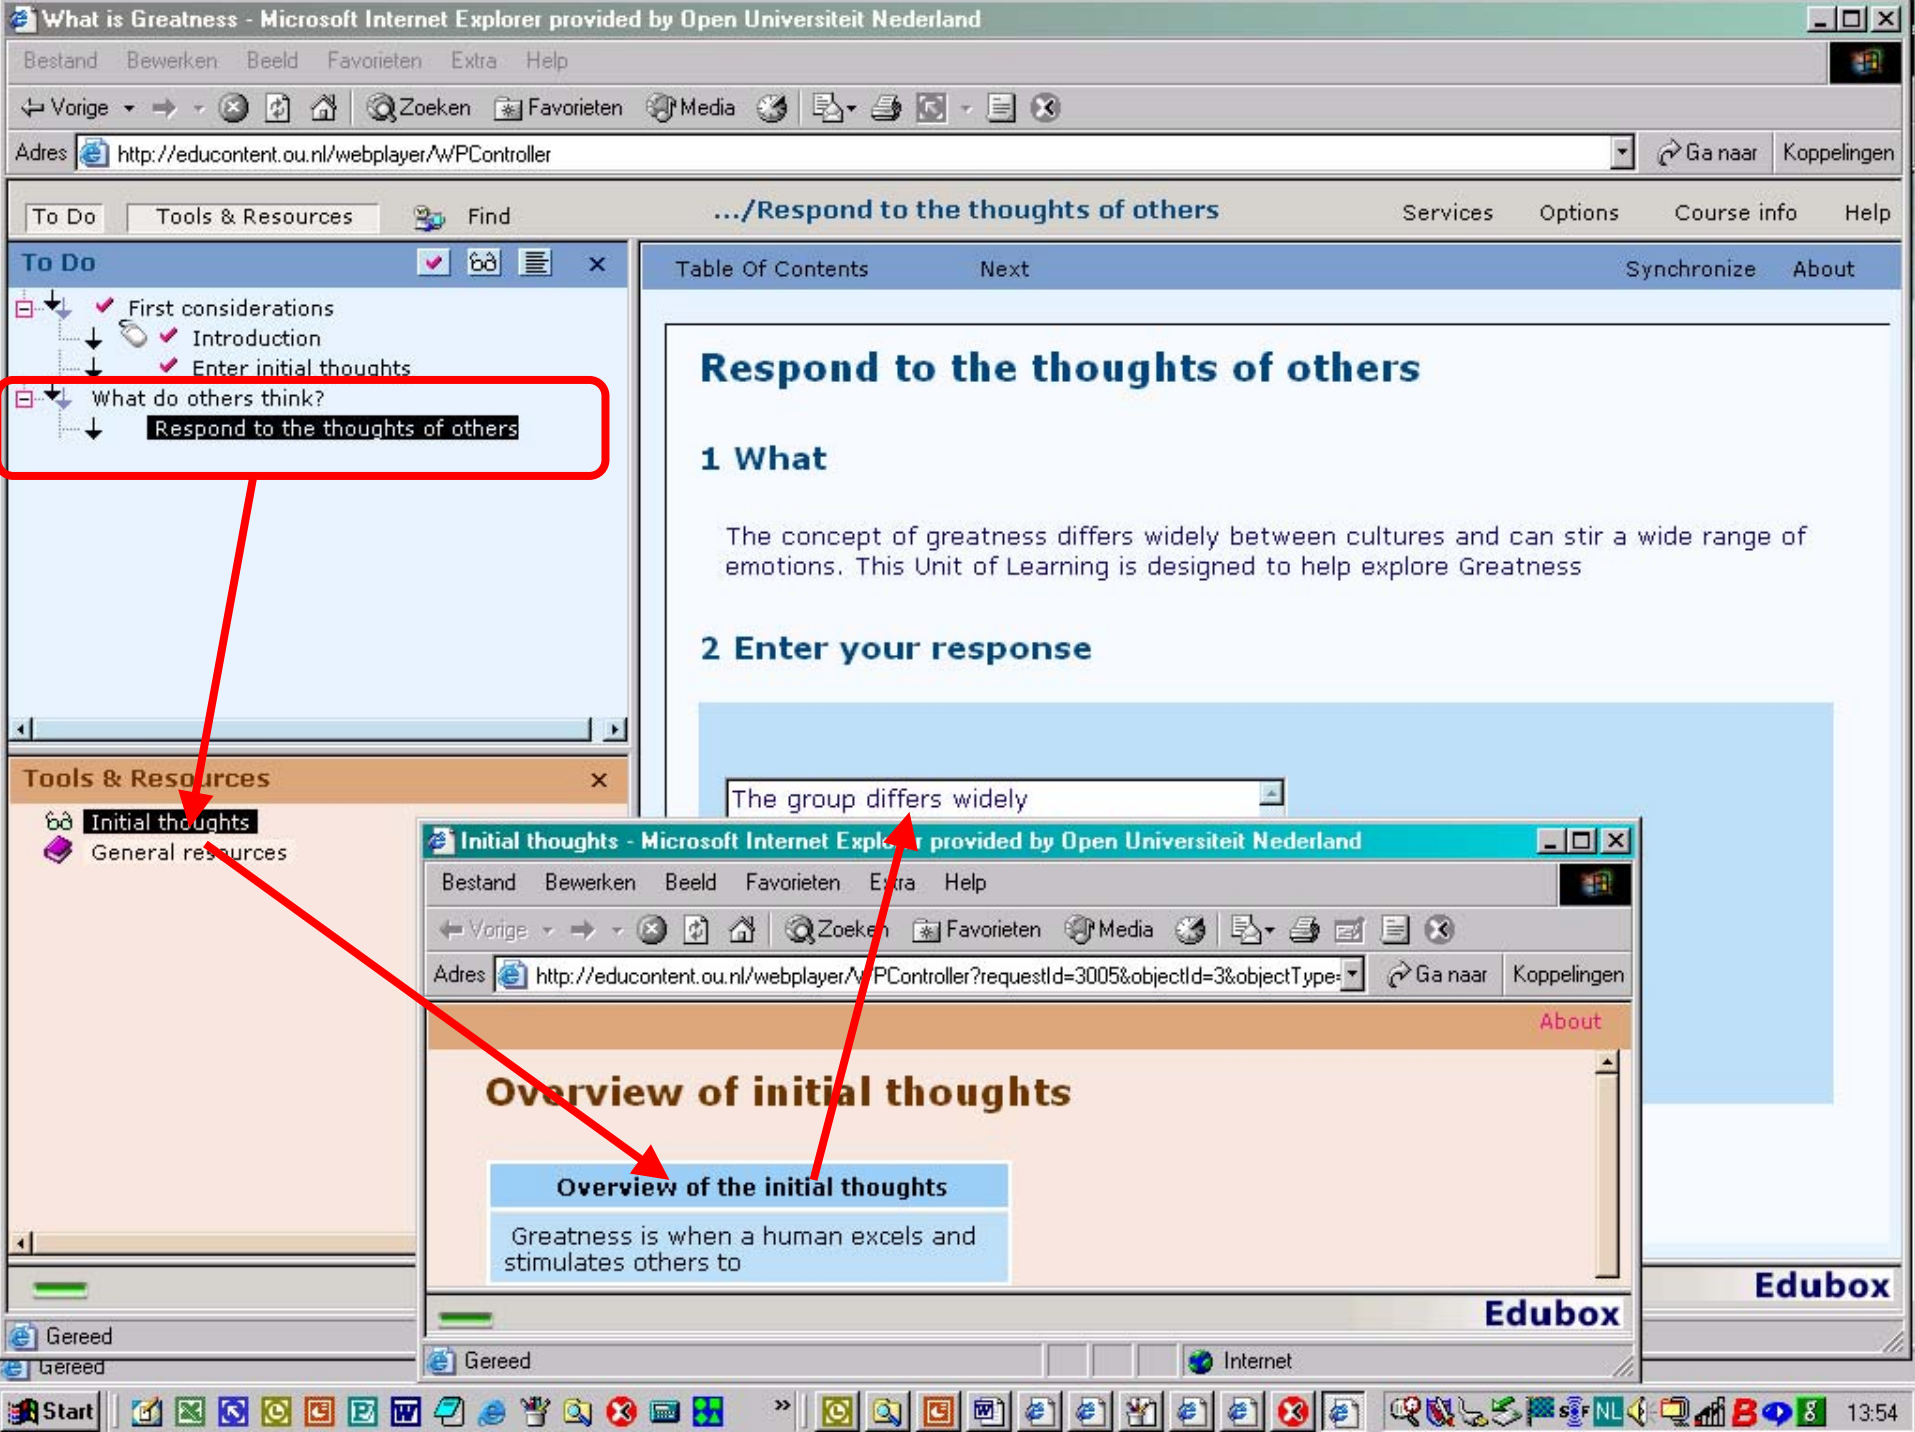 What is Greatness - Microsoft Internet Explorer provided by Open Universiteit Nederland
Bestand Bewerken Beeld Favorieten Extra Help
Vorige Zoeken Favorieten Media
Adres http://educontent.ou.nl/webplayer/WPController Ga naar Koppelingen
To Do Tools & Resources Find .../Respond to the thoughts of others Services Options Course info Help
To Do
First considerations
Introduction
Enter initial thoughts
What do others think?
Respond to the thoughts of others
Table Of Contents Next Synchronize About
Respond to the thoughts of others
1 What
The concept of greatness differs widely between cultures and can stir a wide range of
emotions. This Unit of Learning is designed to help explore Greatness
2 Enter your response
The group differs widely
Tools & Resources
Initial thoughts
General resources
Initial thoughts - Microsoft Internet Explorer provided by Open Universiteit Nederland
Bestand Bewerken Beeld Favorieten Extra Help
Vorige Zoeken Favorieten Media
Adres http://educontent.ou.nl/webplayer/WPController?requestId=3005&objectId=3&objectType= Ga naar Koppelingen
About
Overview of initial thoughts
Overview of the initial thoughts
Greatness is when a human excels and
stimulates others to
Edubox
Edubox
Gereed
Gereed
Gereed Internet
Start NL 13:54